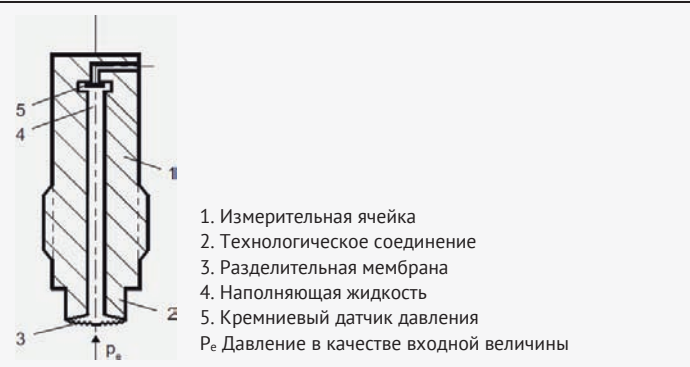 5
4
1
2
3
pₑ
1. Измерительная ячейка
2. Технологическое соединение
3. Разделительная мембрана
4. Наполняющая жидкость
5. Кремниевый датчик давления
Pₑ Давление в качестве входной величины